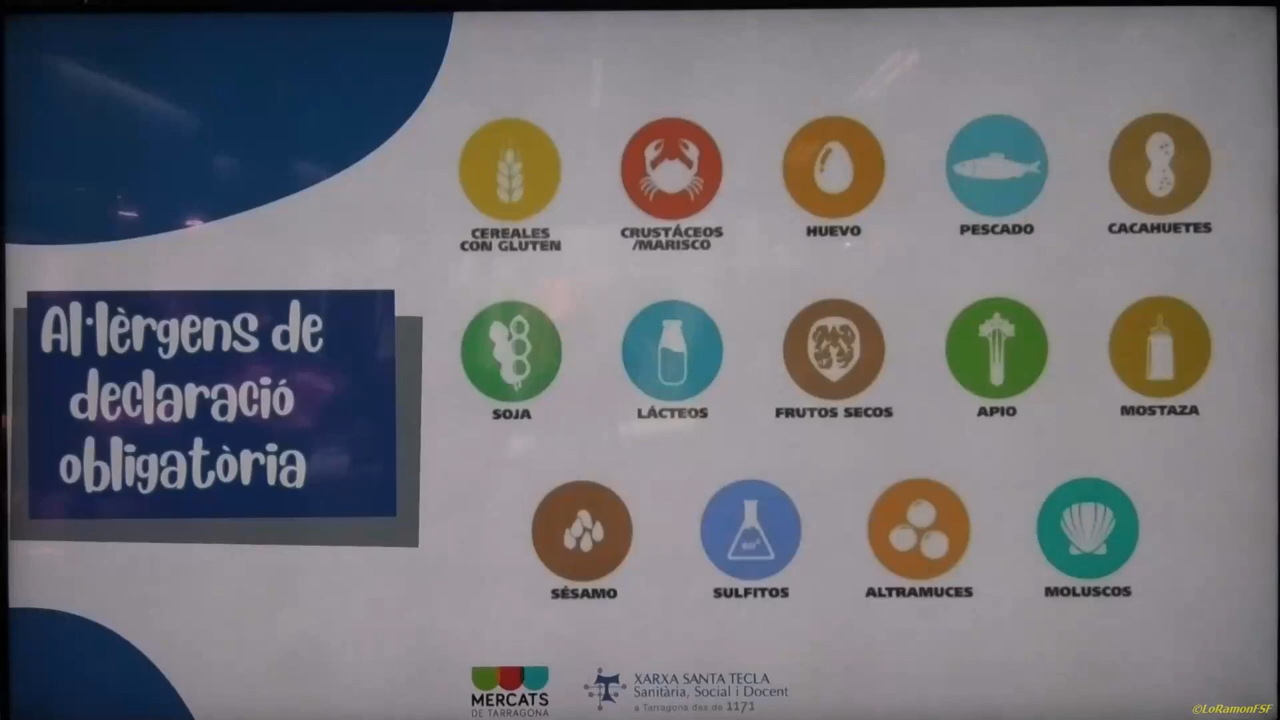 Al·lèrgens de
declaració
obligatòria
CEREALES
CON GLUTEN
CRUSTÁCEOS
/MARISCO
HUEVO
PESCADO
CACAHUETES
SOJA
LÁCTEOS
FRUTOS SECOS
APIO
MOSTAZA
SÉSAMO
SULFITOS
ALTRAMUCES
MOLUSCOS
MERCATS
DE TARRAGONA
XARXA SANTA TECLA
Sanitària, Social i Docent
a Tarragona des de 1171
©LoRamonFSF